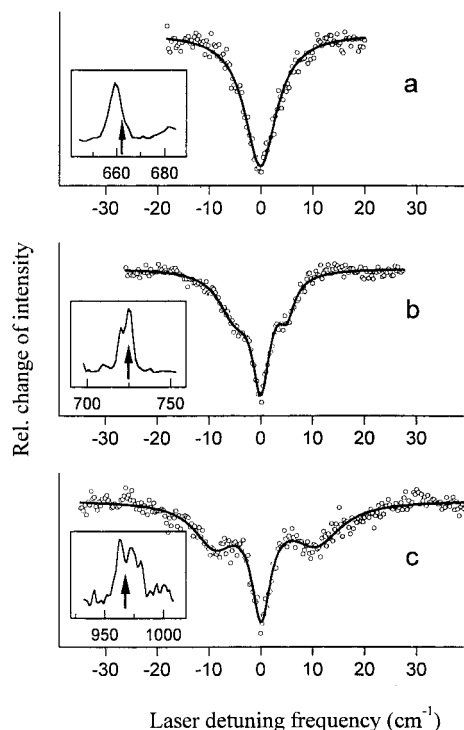 Rel. change of intensity
a
660 680
-30 -20 -10 0 10 20 30
b
700 750
-30 -20 -10 0 10 20 30
c
950 1000
-30 -20 -10 0 10 20 30
Laser detuning frequency (cm⁻¹)